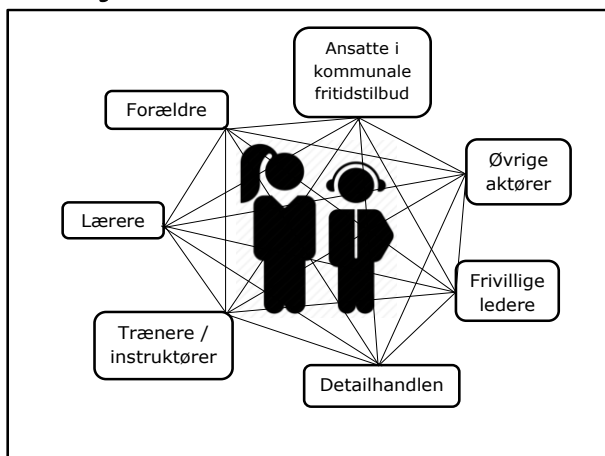 Ansatte i
kommunale
fritidstilbud
Forældre
Øvrige
aktører
Lærere
Frivillige
ledere
Trænere /
instruktører
Detailhandlen